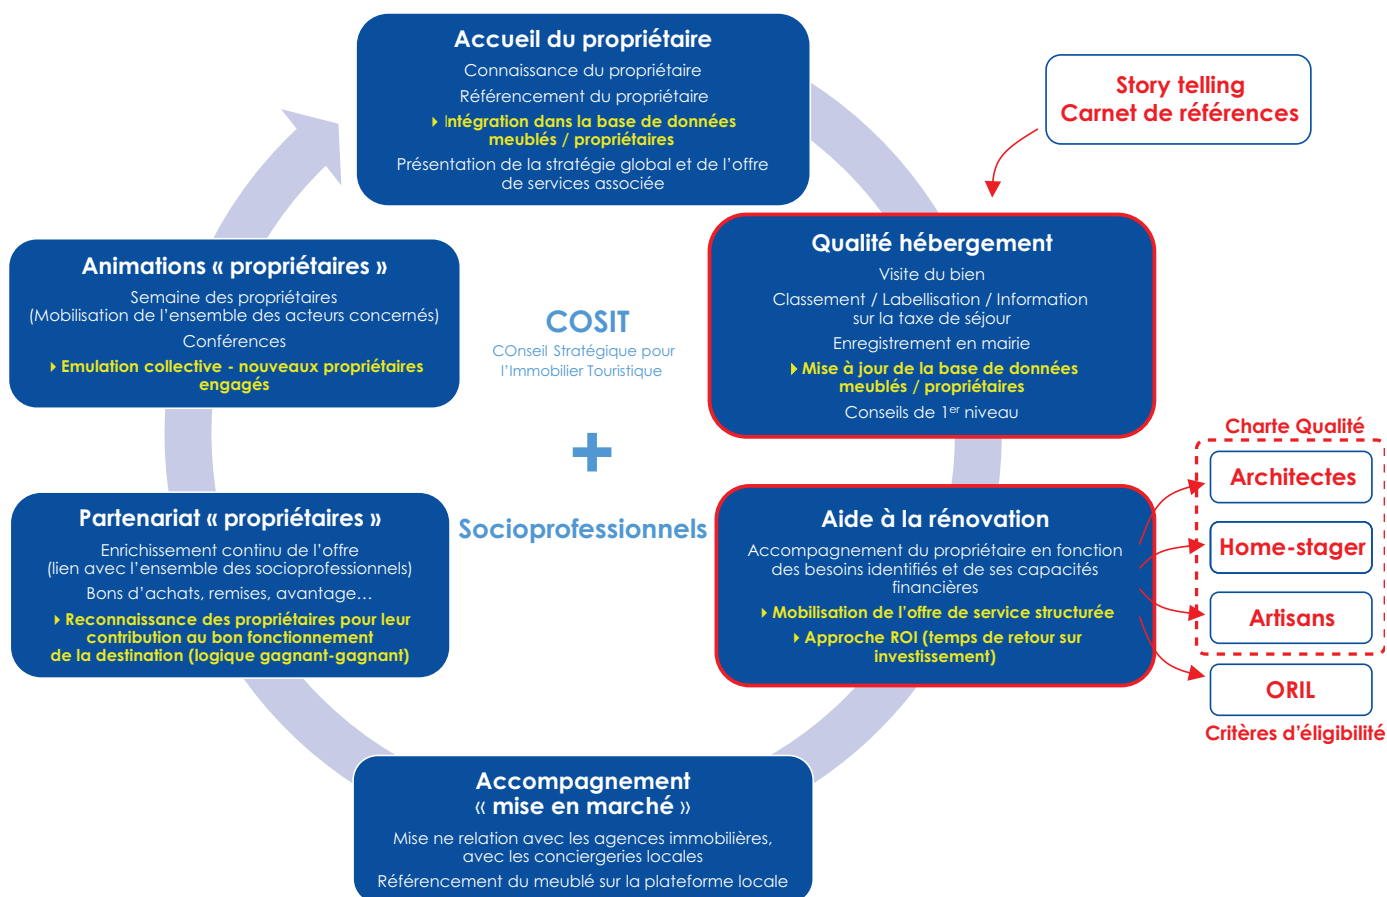 Accueil du propriétaire
Connaissance du propriétaire
Référencement du propriétaire
Intégration dans la base de données
meublés / propriétaires
Présentation de la stratégie global et de l'offre
de services associée
Story telling
Carnet de références
Qualité hébergement
Visite du bien
Classement / Labellisation / Information
sur la taxe de séjour
Enregistrement en mairie
Mise à jour de la base de données
meublés / propriétaires
Conseils de 1er niveau
Animations « propriétaires »
Semaine des propriétaires
(Mobilisation de l'ensemble des acteurs concernés)
Conférences
Emulation collective - nouveaux propriétaires
engagés
COSIT
COnseil Stratégique pour
l'Immobilier Touristique
+
Socioprofessionnels
Charte Qualité
Architectes
Home-stager
Artisans
ORIL
Critères d'éligibilité
Aide à la rénovation
Accompagnement du propriétaire en fonction
des besoins identifiés et de ses capacités
financières
Mobilisation de l'offre de service structurée
Approche ROI (temps de retour sur
investissement)
Partenariat « propriétaires »
Enrichissement continu de l'offre
(lien avec l'ensemble des socioprofessionnels)
Bons d'achats, remises, avantage…
Reconnaissance des propriétaires pour leur
contribution au bon fonctionnement
de la destination (logique gagnant-gagnant)
Accompagnement
« mise en marché »
Mise ne relation avec les agences immobilières,
avec les conciergeries locales
Référencement du meublé sur la plateforme locale